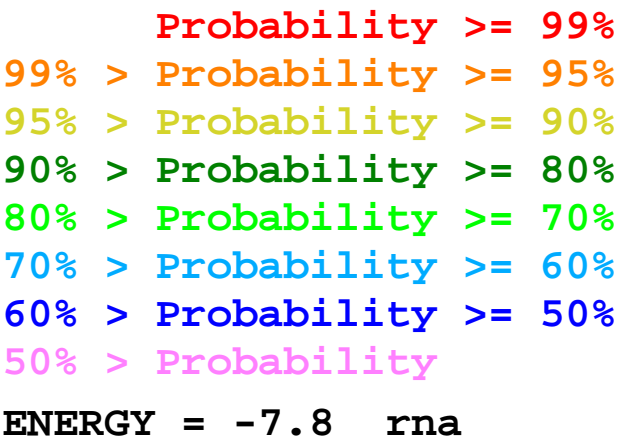 Probability >= 99%
99% > Probability >= 95%
95% > Probability >= 90%
90% > Probability >= 80%
80% > Probability >= 70%
70% > Probability >= 60%
60% > Probability >= 50%
50% > Probability
ENERGY = -7.8 rna